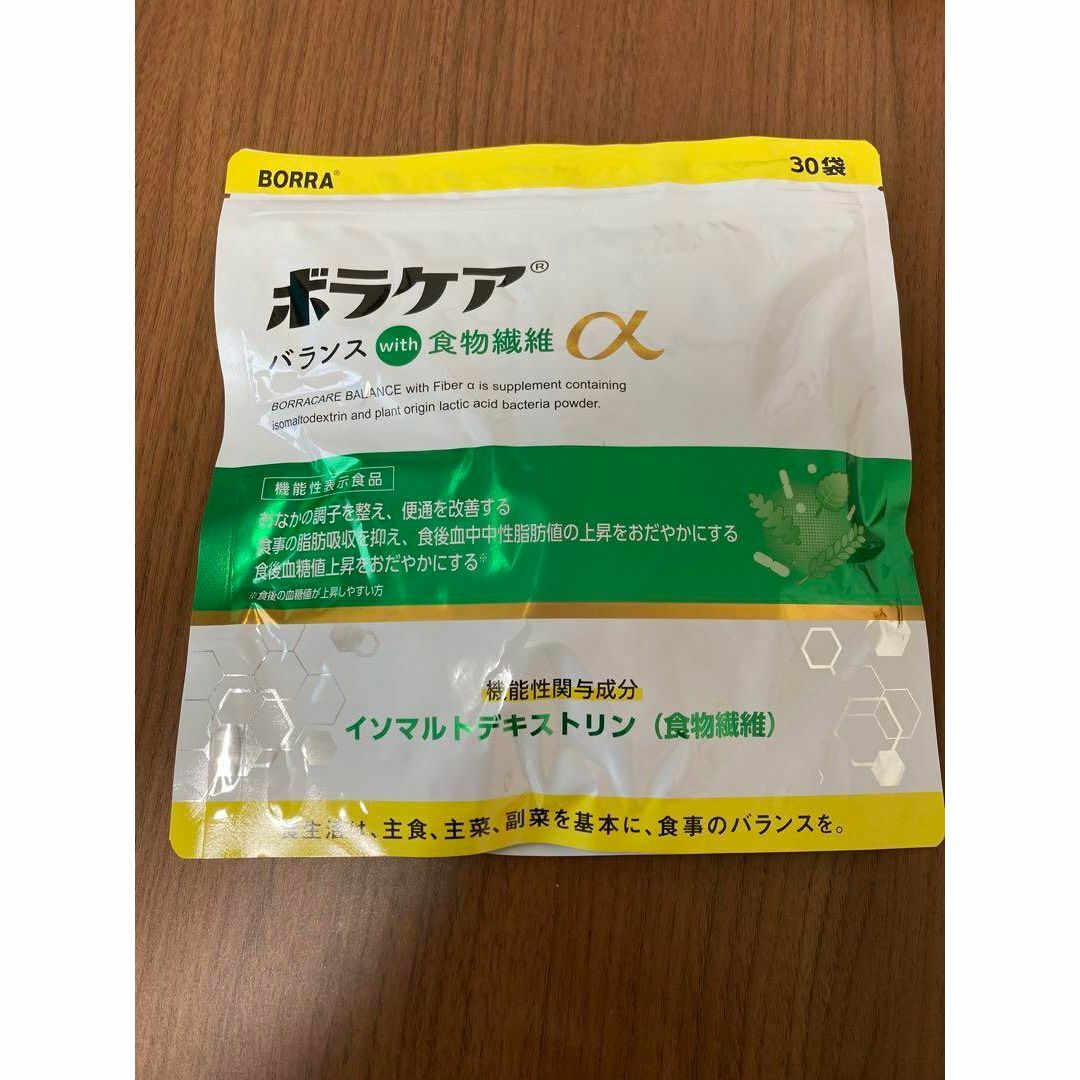 BORRA®
30袋
ボラケア®
バランス with 食物繊維 α
BORRACARE BALANCE with Fiber α is supplement containing
isomaltodextrin and plant origin lactic acid bacteria powder.
機能性表示食品
おなかの調子を整え、便通を改善する
食事の脂肪吸収を抑え、食後血中中性脂肪値の上昇をおだやかにする
食後血糖値上昇をおだやかにする※
※食後の血糖値が上昇しやすい方
機能性関与成分
イソマルトデキストリン（食物繊維）
食生活は、主食、主菜、副菜を基本に、食事のバランスを。